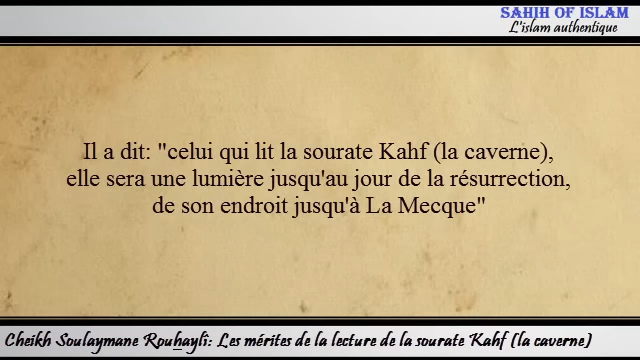 SAHIH OF ISLAM
L'islam authentique
Il a dit: "celui qui lit la sourate Kahf (la caverne),
elle sera une lumière jusqu'au jour de la résurrection,
de son endroit jusqu'à La Mecque"
Cheikh Soulaymane Rouhaylî: Les mérites de la lecture de la sourate Kahf (la caverne)